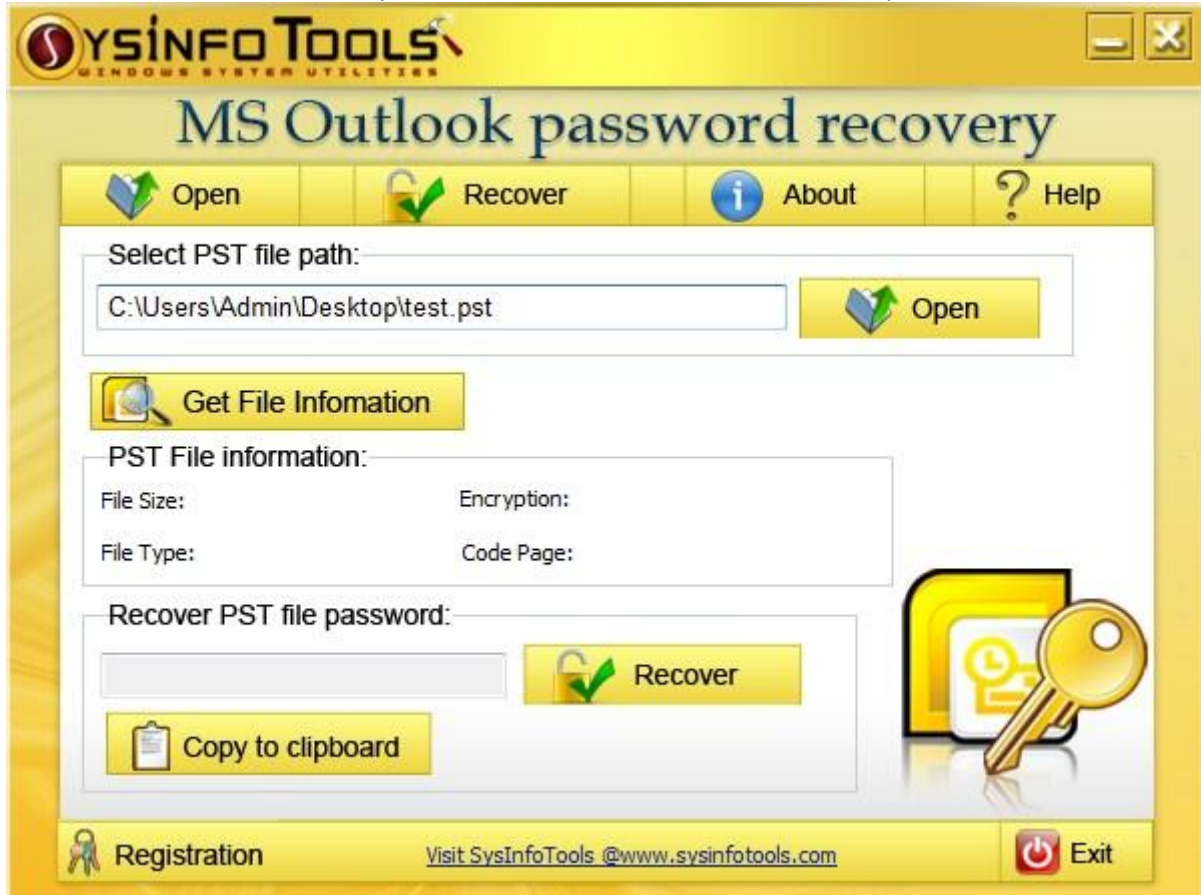 SYSİNFO TOOLS
WINDOWS SYSTEM UTILITIES
MS Outlook password recovery
Open Recover About Help
Select PST file path:
C:\Users\Admin\Desktop\test.pst Open
Get File Infomation
PST File information:
File Size: Encryption:
File Type: Code Page:
Recover PST file password:
Recover
Copy to clipboard
Registration Visit SysInfoTools @www.sysinfotools.com Exit